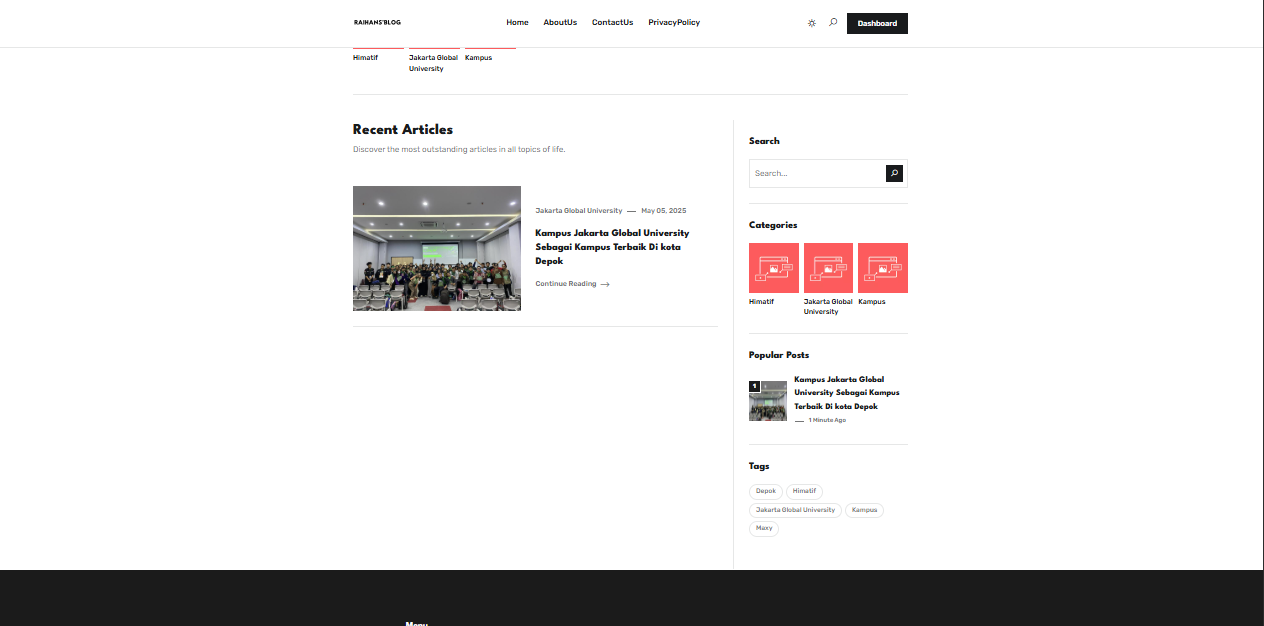 RAIHANS'BLOG
Home AboutUs ContactUs PrivacyPolicy
Dashboard
Himatif
Jakarta Global
University
Kampus
Recent Articles
Discover the most outstanding articles in all topics of life.
Jakarta Global University — May 05, 2025
Kampus Jakarta Global University
Sebagai Kampus Terbaik Di kota
Depok
Continue Reading →
Search
Search...
Categories
Himatif
Jakarta Global
University
Kampus
Popular Posts
1
Kampus Jakarta Global
University Sebagai Kampus
Terbaik Di kota Depok
— 1 Minute Ago
Tags
Depok Himatif
Jakarta Global University Kampus
Maxy
Menu